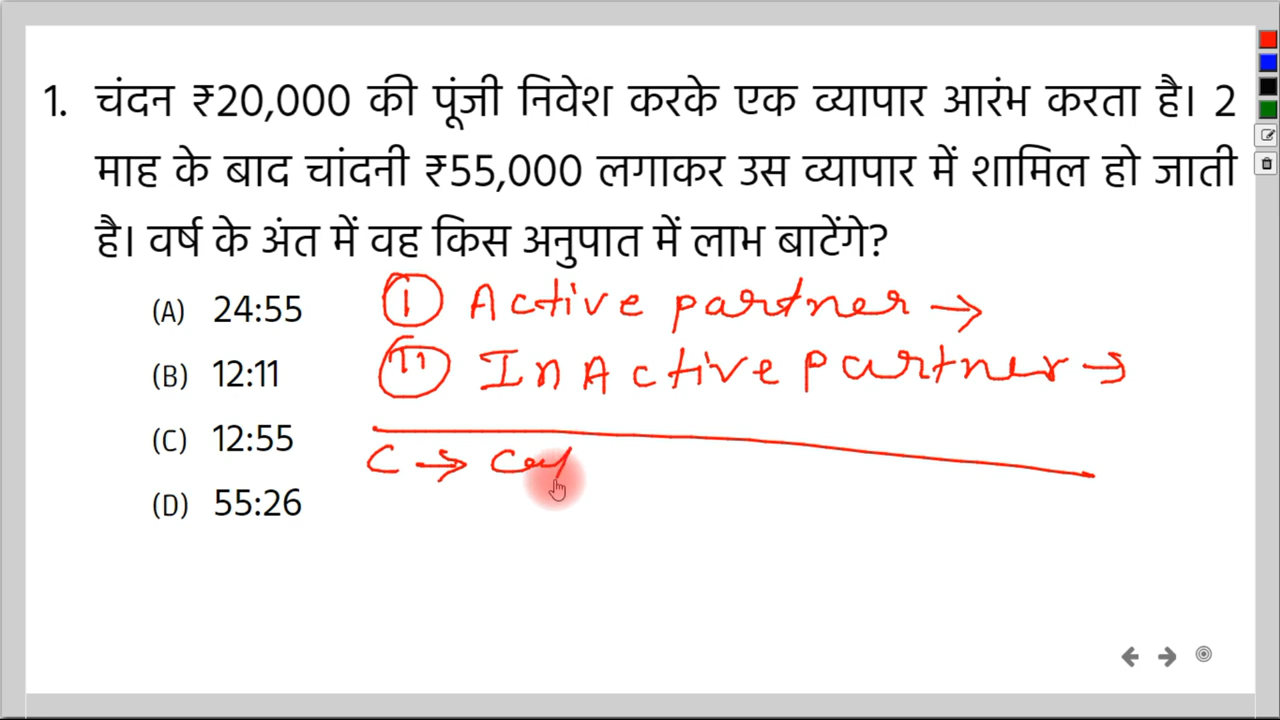 1. चंदन ₹20,000 की पूंजी निवेश करके एक व्यापार आरंभ करता है। 2
माह के बाद चांदनी ₹55,000 लगाकर उस व्यापार में शामिल हो जाती
है। वर्ष के अंत में वह किस अनुपात में लाभ बाटेंगे?
(A) 24:55
(B) 12:11
(C) 12:55
(D) 55:26
I Active partner →
II InActive partner →
C →